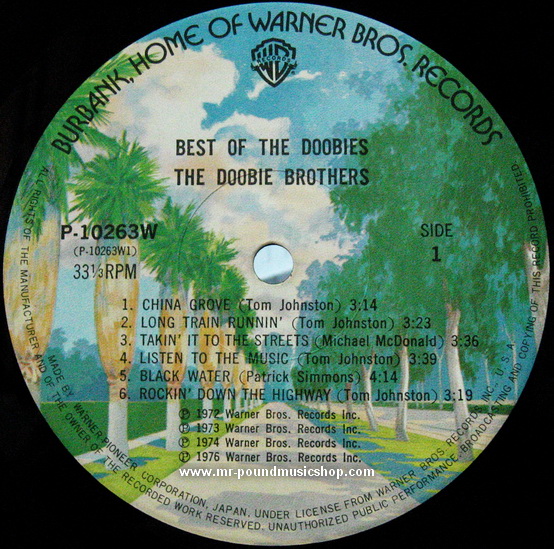 BURBANK, HOME OF WARNER BROS. RECORDS
RECORDS
BEST OF THE DOOBIES
THE DOOBIE BROTHERS
P-10263W
(P-10263W1)
33⅓RPM
SIDE
1
1. CHINA GROVE (Tom Johnston) 3:14
2. LONG TRAIN RUNNIN' (Tom Johnston) 3:23
3. TAKIN' IT TO THE STREETS (Michael McDonald) 3:36
4. LISTEN TO THE MUSIC (Tom Johnston) 3:39
5. BLACK WATER (Patrick Simmons) 4:14
6. ROCKIN' DOWN THE HIGHWAY (Tom Johnston) 3:19
Ⓟ 1972 Warner Bros. Records Inc.
Ⓟ 1973 Warner Bros. Records Inc.
Ⓟ 1974 Warner Bros. Records Inc.
Ⓟ 1976 Warner Bros. Records Inc.
www.mr-poundmusicshop.com
MADE BY WARNER-PIONEER CORPORATION, JAPAN, UNDER LICENSE FROM WARNER BROS RECORDS INC., U.S.A.
ALL RIGHTS OF THE MANUFACTURER AND OF THE OWNER OF THE RECORDED WORK RESERVED. UNAUTHORIZED PUBLIC PERFORMANCE, BROADCASTING AND COPYING OF THIS RECORD PROHIBITED.